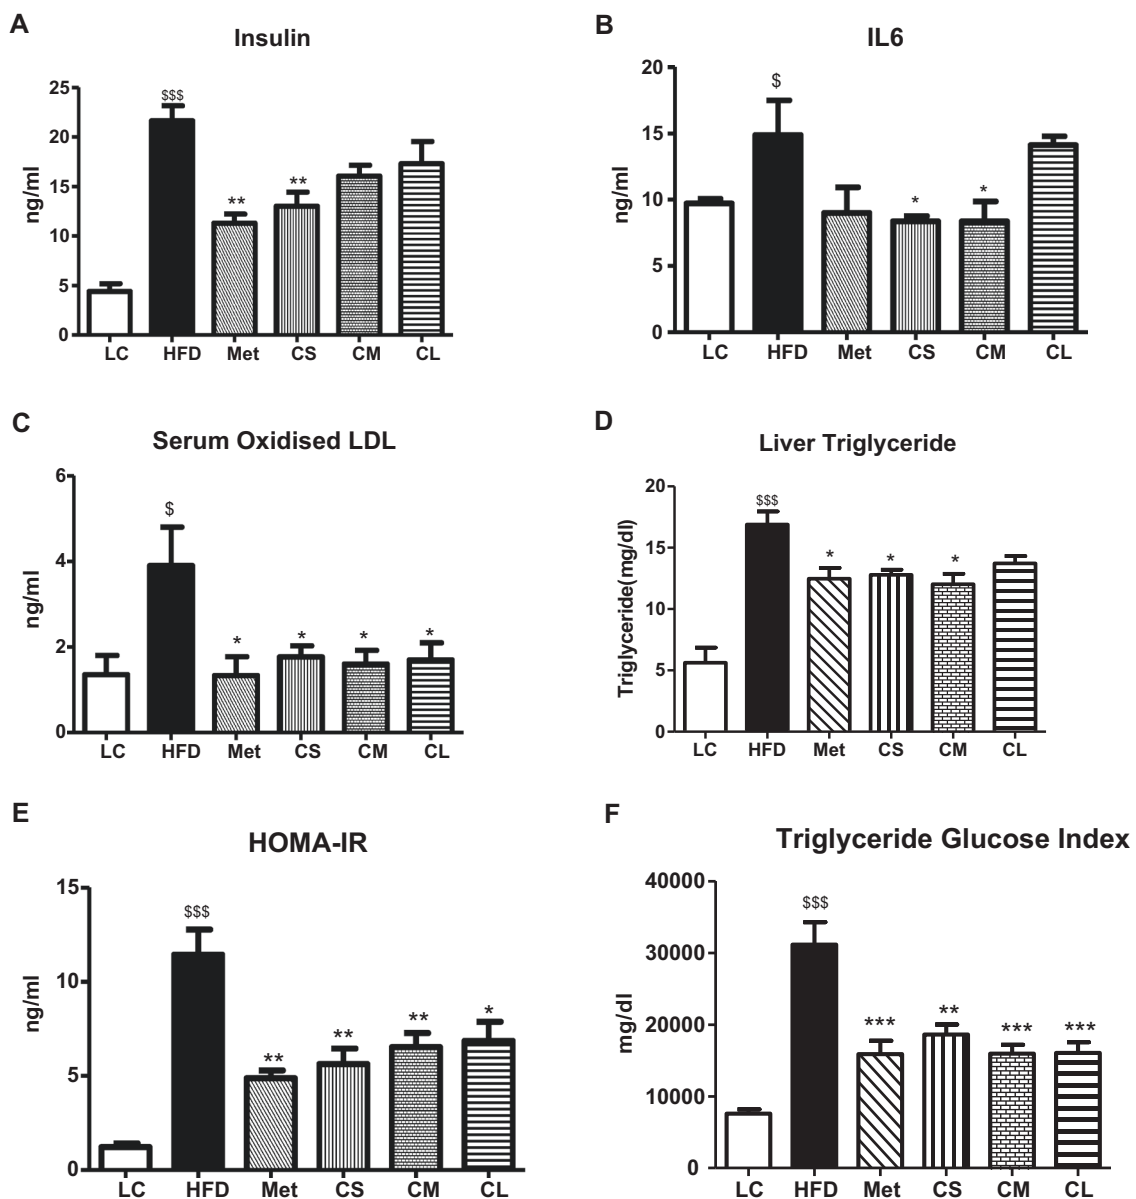 A
Insulin
ng/ml
25
20
15
10
5
0
$$$
**
**
LC HFD Met CS CM CL
B
IL6
ng/ml
20
15
10
5
0
$
*
*
LC HFD Met CS CM CL
C
Serum Oxidised LDL
ng/ml
6
4
2
0
$
*
*
*
*
LC HFD Met CS CM CL
D
Liver Triglyceride
Triglyceride(mg/dl)
20
15
10
5
0
$$$
*
*
*
LC HFD Met CS CM CL
E
HOMA-IR
ng/ml
15
10
5
0
$$$
**
**
**
*
LC HFD Met CS CM CL
F
Triglyceride Glucose Index
mg/dl
40000
30000
20000
10000
0
$$$
***
**
***
***
LC HFD Met CS CM CL